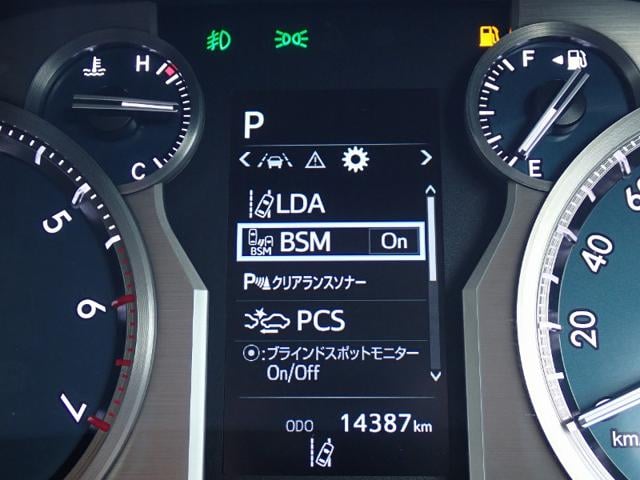 H
C
F
E
P
LDA
BSM
BSM On
P クリアランスソナー
PCS
:ブラインドスポットモニター
On/Off
ODO 14387 km
5
6
7
60
40
20
km/